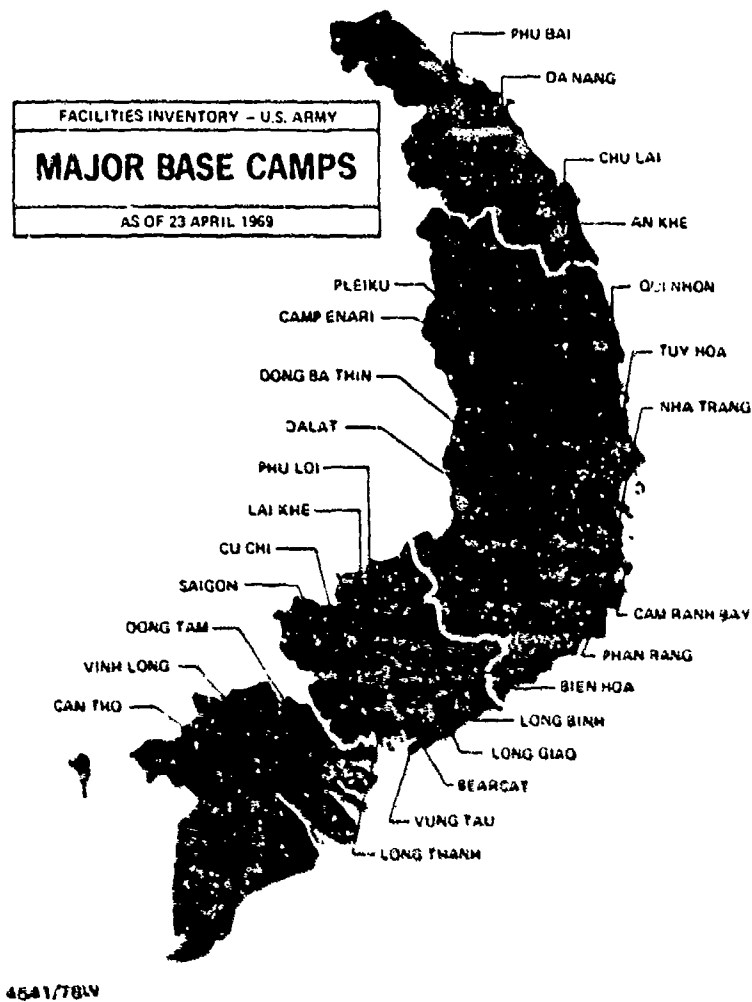 PHU BAI
DA NANG
FACILITIES INVENTORY – U.S. ARMY
MAJOR BASE CAMPS
AS OF 23 APRIL 1969
CHU LAI
AN KHE
PLEIKU
QUI NHON
CAMP ENARI
TUY HOA
DONG BA THIN
NHA TRANG
DALAT
PHU LOI
LAI KHE
CU CHI
SAIGON
CAM RANH BAY
DONG TAM
PHAN RANG
VINH LONG
BIEN HOA
CAN THO
LONG BINH
LONG GIAO
BEARCAT
VUNG TAU
LONG THANH
4541/78W